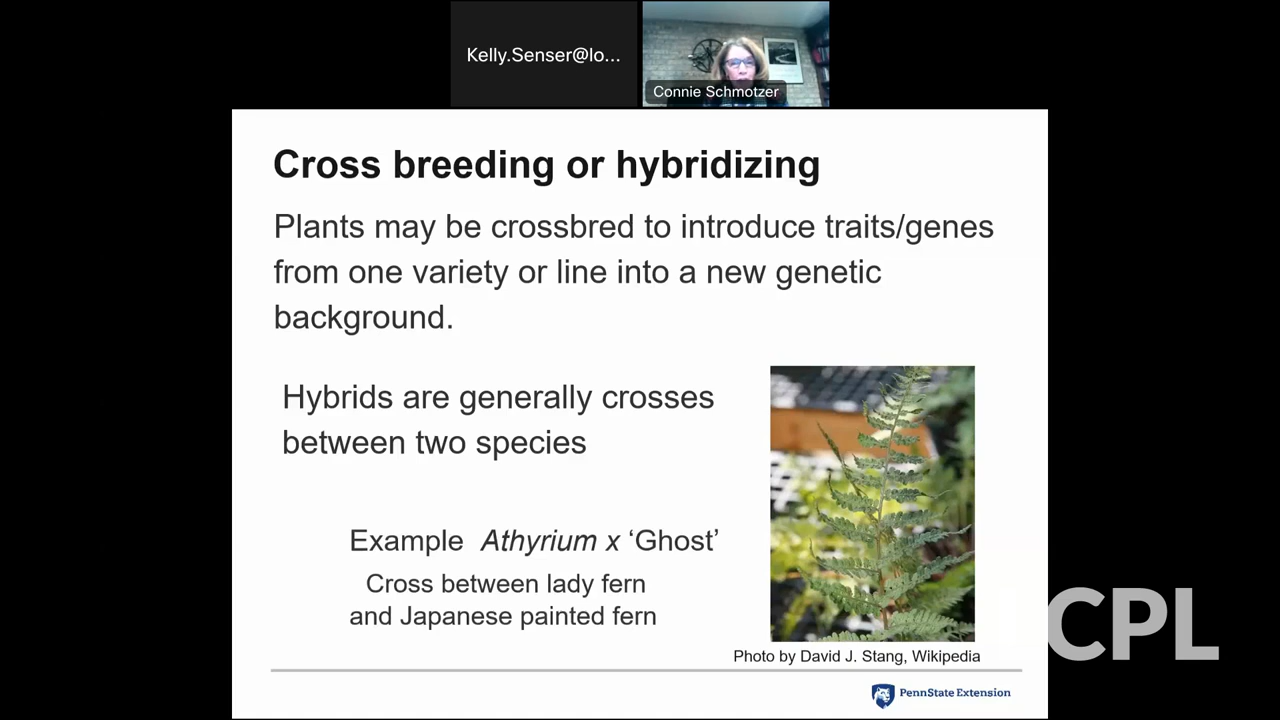 Kelly.Senser@lo...
Connie Schmotzer
Cross breeding or hybridizing
Plants may be crossbred to introduce traits/genes
from one variety or line into a new genetic
background.
Hybrids are generally crosses
between two species
Example Athyrium x ‘Ghost’
Cross between lady fern
and Japanese painted fern
Photo by David J. Stang, Wikipedia
PennState Extension
CPL